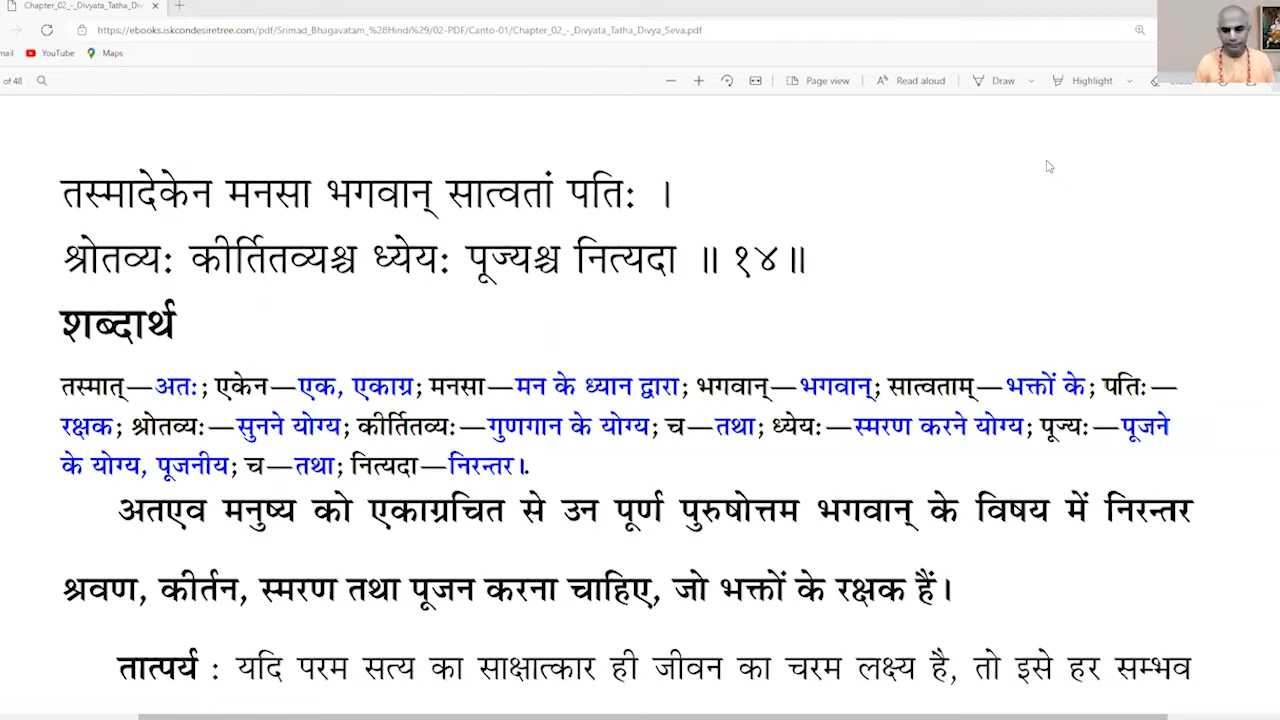 Chapter_02_-_Divyata_Tatha_Div
https://ebooks.iskcondesiretree.com/pdf/Srimad_Bhagavatam_%28Hindi%29/02-PDF/Canto-01/Chapter_02_-_Divyata_Tatha_Divya_Seva.pdf
mail YouTube Maps
of 48 Page view Read aloud Draw Highlight
तस्मादेकेन मनसा भगवान् सात्वतां पतिः ।
श्रोतव्यः कीर्तितव्यश्च ध्येयः पूज्यश्च नित्यदा ॥ १४॥
शब्दार्थ
तस्मात्—अतः; एकेन—एक, एकाग्र; मनसा—मन के ध्यान द्वारा; भगवान्—भगवान्; सात्वताम्—भक्तों के; पतिः—
रक्षक; श्रोतव्यः—सुनने योग्य; कीर्तितव्यः—गुणगान के योग्य; च—तथा; ध्येयः—स्मरण करने योग्य; पूज्यः—पूजने
के योग्य, पूजनीय; च—तथा; नित्यदा—निरन्तर।.
अतएव मनुष्य को एकाग्रचित से उन पूर्ण पुरुषोत्तम भगवान् के विषय में निरन्तर
श्रवण, कीर्तन, स्मरण तथा पूजन करना चाहिए, जो भक्तों के रक्षक हैं।
तात्पर्य : यदि परम सत्य का साक्षात्कार ही जीवन का चरम लक्ष्य है, तो इसे हर सम्भव